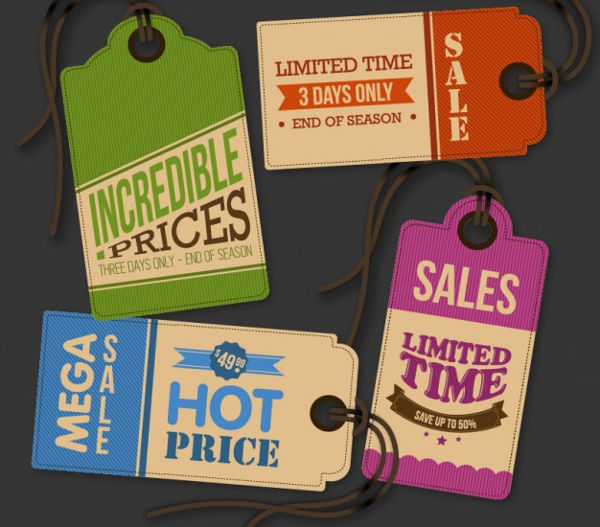 INCREDIBLE
PRICES
THREE DAYS ONLY - END OF SEASON
LIMITED TIME
3 DAYS ONLY
• END OF SEASON •
SALE
MEGA
SALE
$49.99
HOT
PRICE
SALES
LIMITED
TIME
SAVE UP TO 50%